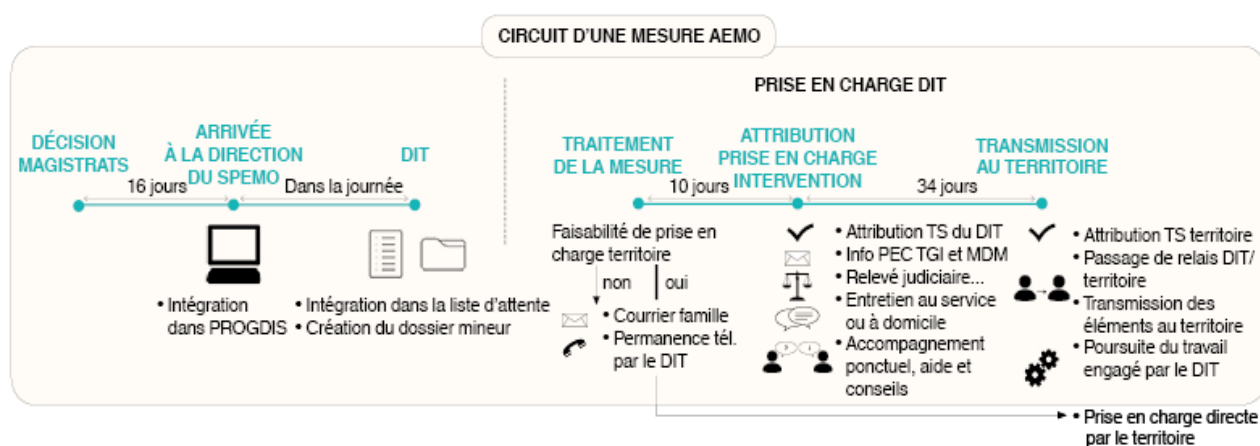 CIRCUIT D'UNE MESURE AEMO
PRISE EN CHARGE DIT
DÉCISION
MAGISTRATS
ARRIVÉE
À LA DIRECTION
DU SPEMO
DIT
16 jours
Dans la journée
• Intégration
dans PROGDIS
• Intégration dans la liste d'attente
• Création du dossier mineur
TRAITEMENT
DE LA MESURE
ATTRIBUTION
PRISE EN CHARGE
INTERVENTION
TRANSMISSION
AU TERRITOIRE
10 jours
34 jours
Faisabilité de prise en
charge territoire
non
oui
• Courrier famille
• Permanence tél.
par le DIT
• Attribution TS du DIT
• Info PEC TGI et MDM
• Relevé judiciaire...
• Entretien au service
ou à domicile
• Accompagnement
ponctuel, aide et
conseils
• Attribution TS territoire
• Passage de relais DIT/
territoire
• Transmission des
éléments au territoire
• Poursuite du travail
engagé par le DIT
• Prise en charge directe
par le territoire